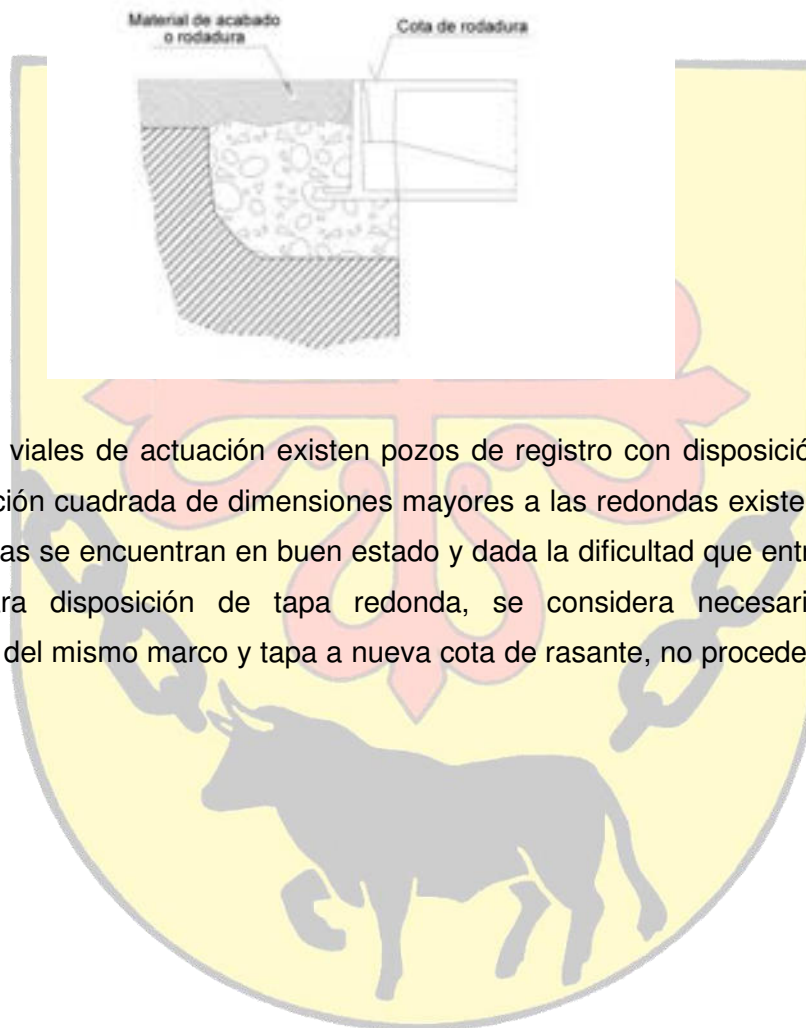 Material de acabado
o rodadura
Cota de rodadura
viales de actuación existen pozos de registro con disposició
ción cuadrada de dimensiones mayores a las redondas existe
as se encuentran en buen estado y dada la dificultad que entr
ra disposición de tapa redonda, se considera necesari
del mismo marco y tapa a nueva cota de rasante, no procede